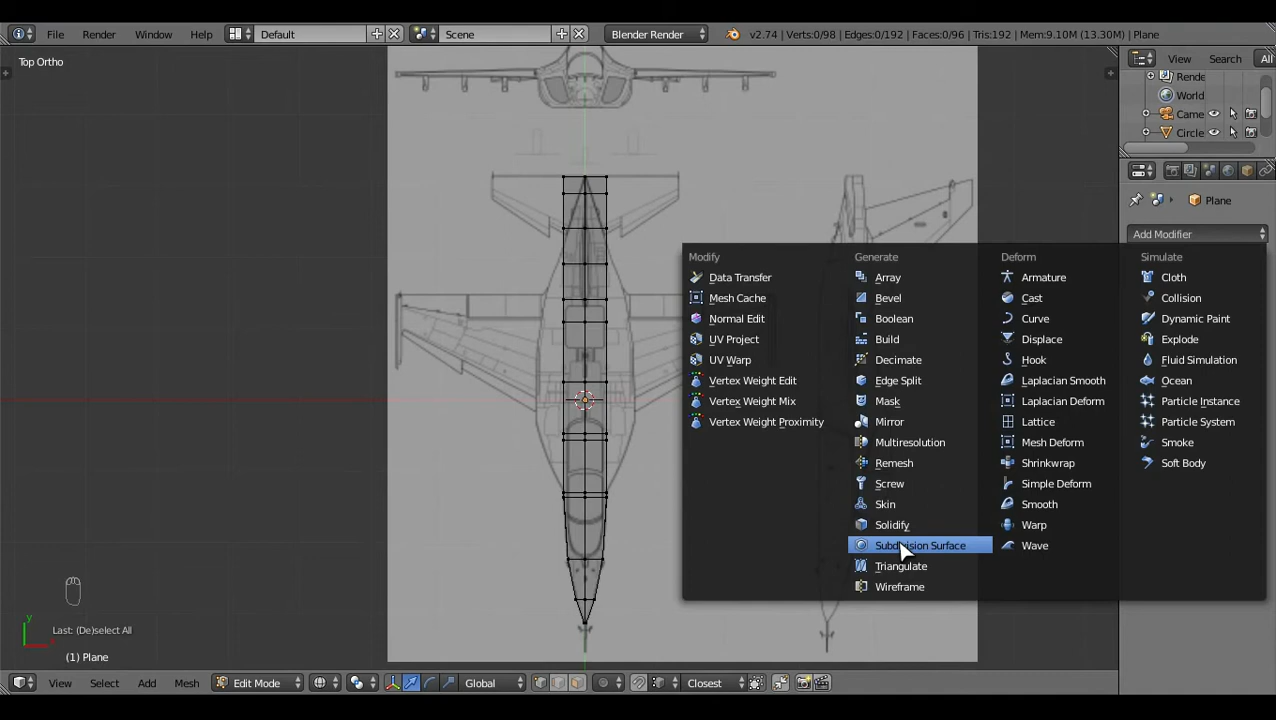 File Render Window Help Default Scene Blender Render v2.74 | Verts:0/98 | Edges:0/192 | Faces:0/96 | Tris:192 | Mem:9.10M (13.30M) | Plane
Top Ortho
View Search All
Rende
World
Came
Circle
Plane
Add Modifier
Modify Generate Deform Simulate
Data Transfer Array Armature Cloth
Mesh Cache Bevel Cast Collision
Normal Edit Boolean Curve Dynamic Paint
UV Project Build Displace Explode
UV Warp Decimate Hook Fluid Simulation
Vertex Weight Edit Edge Split Laplacian Smooth Ocean
Vertex Weight Mix Mask Laplacian Deform Particle Instance
Vertex Weight Proximity Mirror Lattice Particle System
Multiresolution Mesh Deform Smoke
Remesh Shrinkwrap Soft Body
Screw Simple Deform
Skin Smooth
Solidify Warp
Subdivision Surface Wave
Triangulate
Wireframe
y
Last: (De)select All
(1) Plane
View Select Add Mesh Edit Mode Global Closest